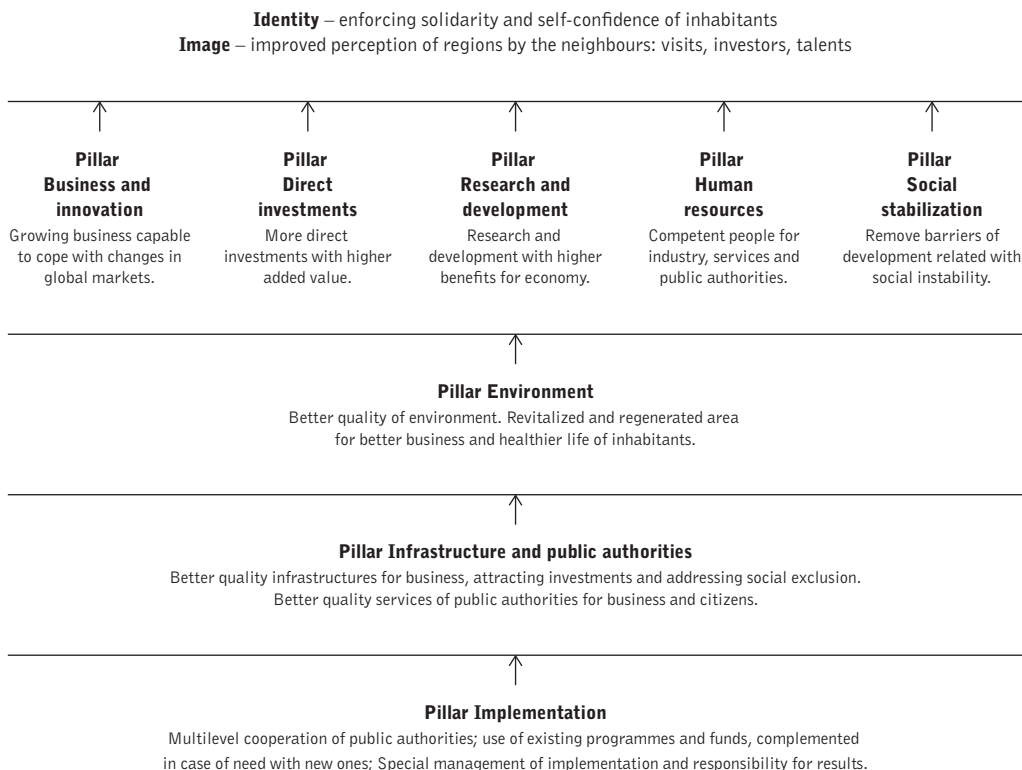 Identity – enforcing solidarity and self-confidence of inhabitants
Image – improved perception of regions by the neighbours: visits, investors, talents
Pillar
Business and
innovation
Growing business capable
to cope with changes in
global markets.
Pillar
Direct
investments
More direct
investments with higher
added value.
Pillar
Research and
development
Research and
development with higher
benefits for economy.
Pillar
Human
resources
Competent people for
industry, services and
public authorities.
Pillar
Social
stabilization
Remove barriers of
development related with
social instability.
Pillar Environment
Better quality of environment. Revitalized and regenerated area
for better business and healthier life of inhabitants.
Pillar Infrastructure and public authorities
Better quality infrastructures for business, attracting investments and addressing social exclusion.
Better quality services of public authorities for business and citizens.
Pillar Implementation
Multilevel cooperation of public authorities; use of existing programmes and funds, complemented
in case of need with new ones; Special management of implementation and responsibility for results.